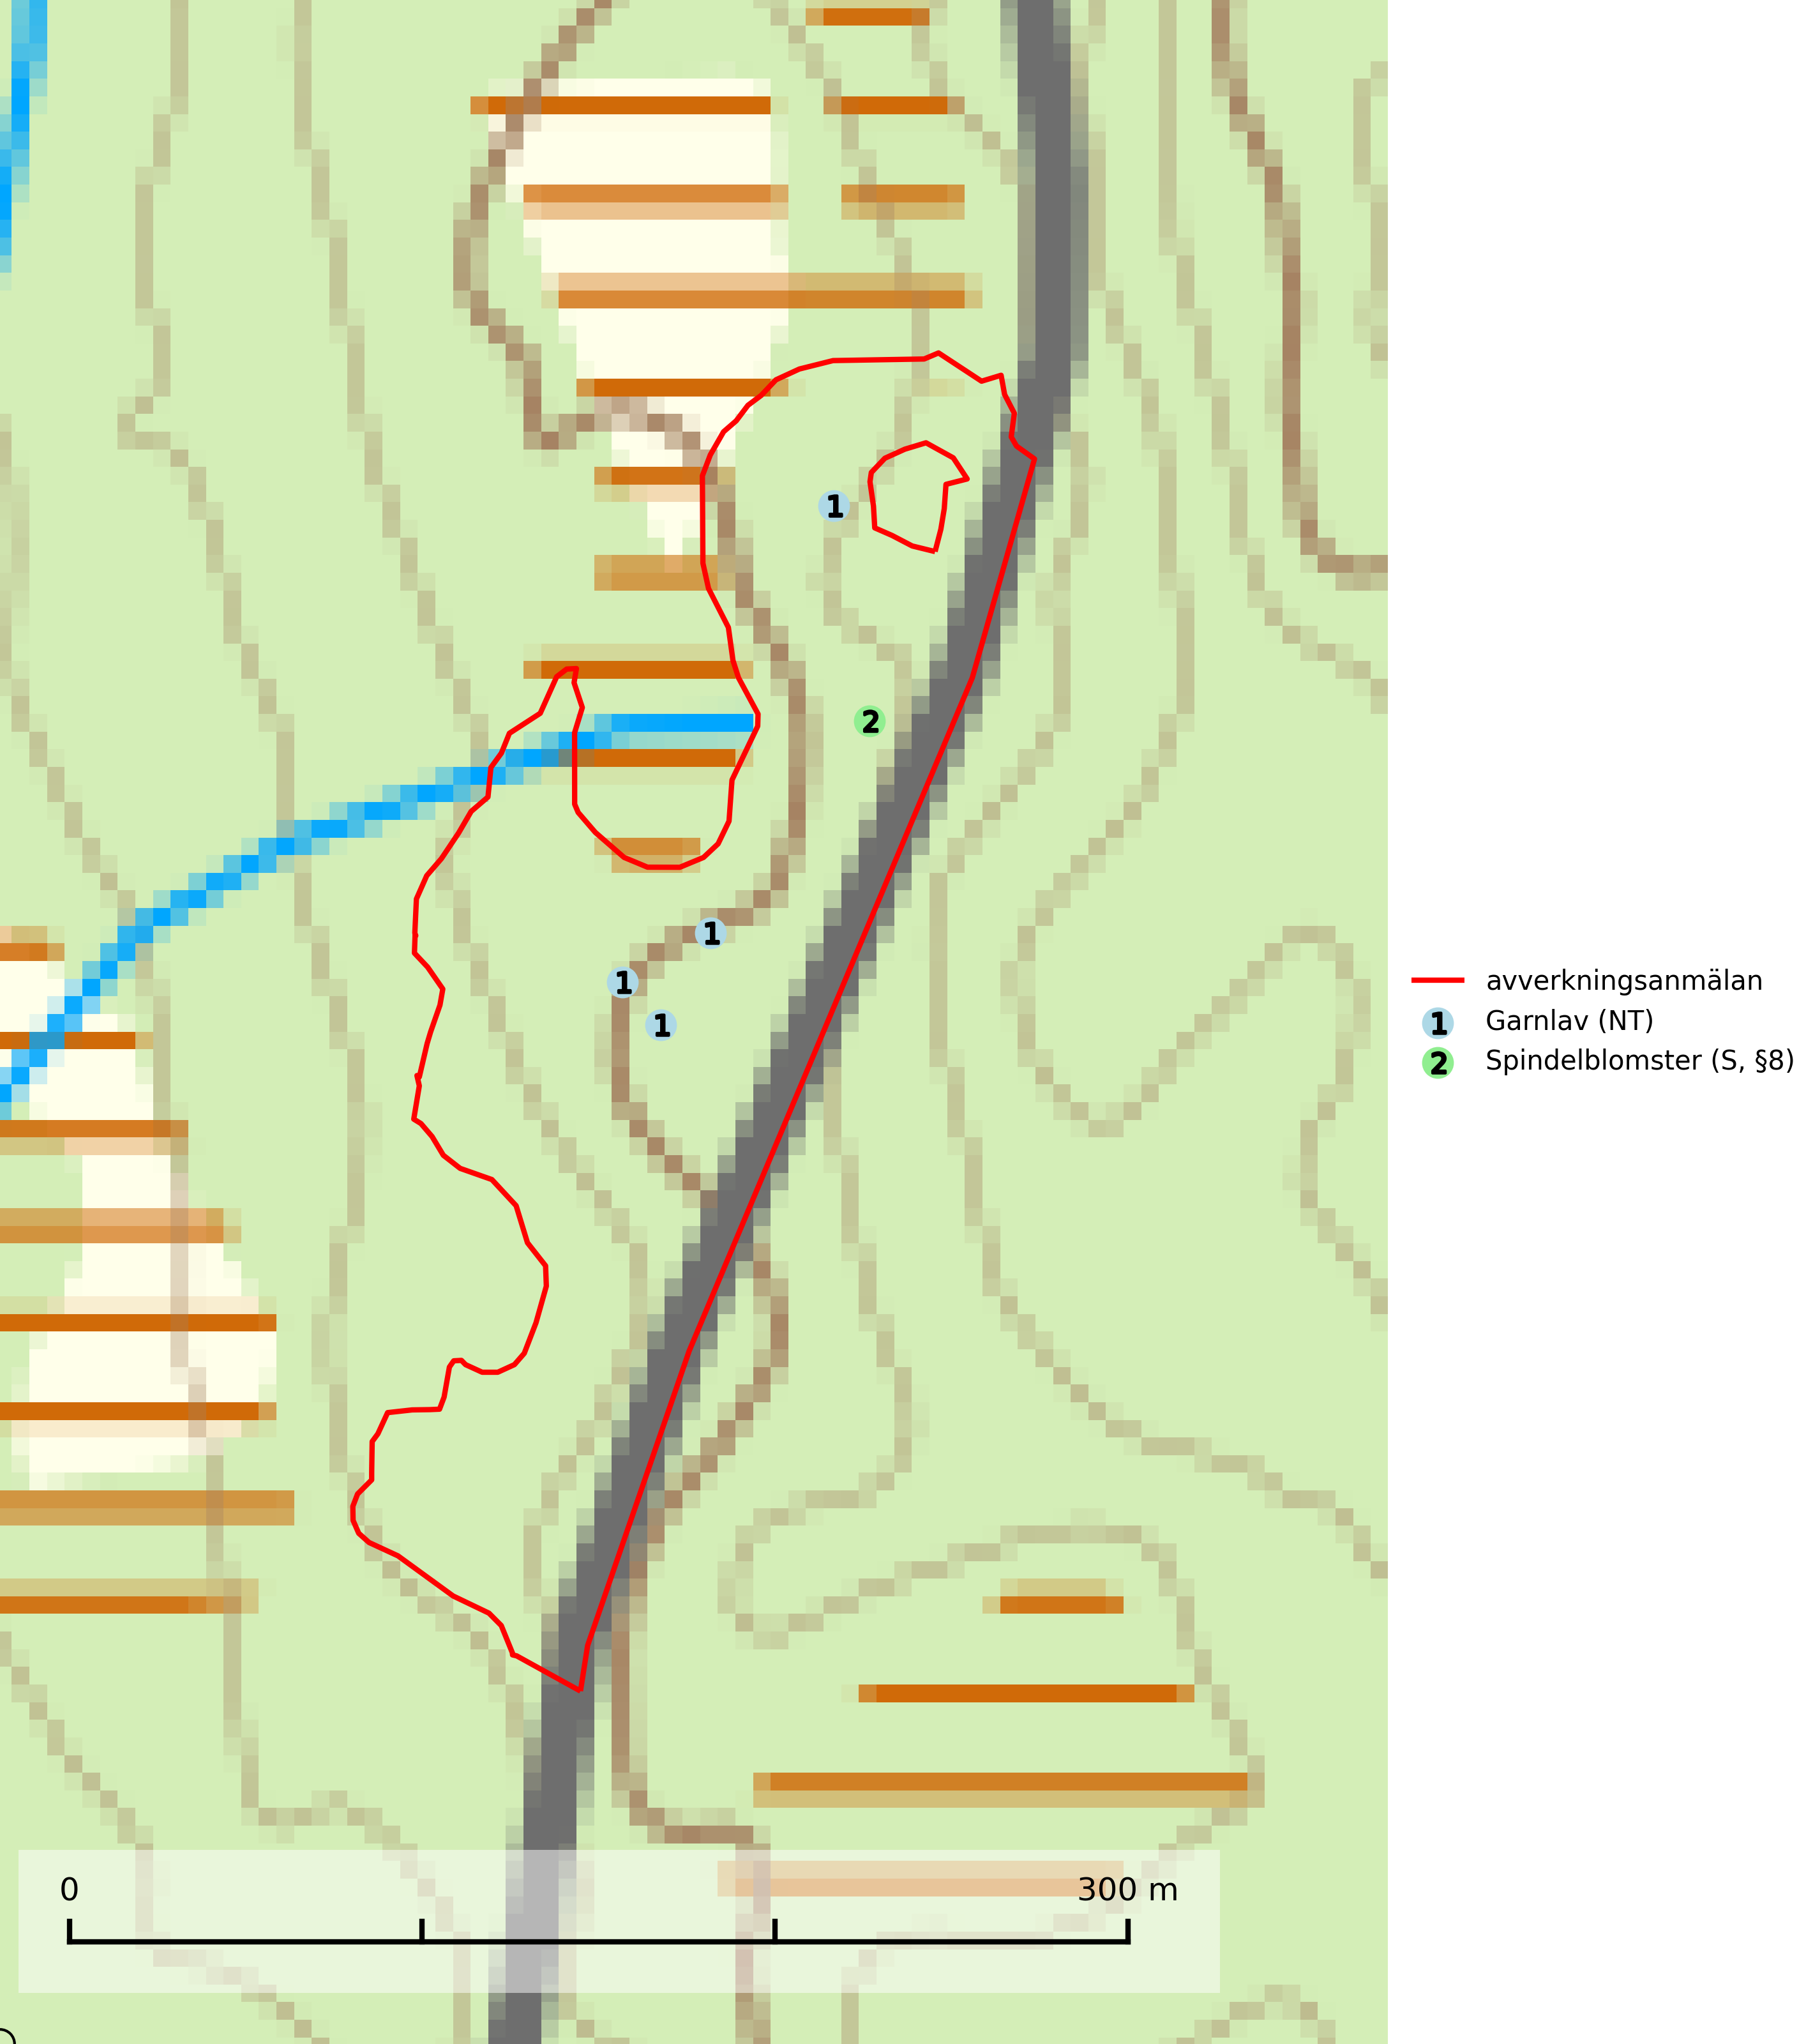 1
2
1
1
1
avverkningsanmälan
1 Garnlav (NT)
2 Spindelblomster (S, §8)
0 300 m